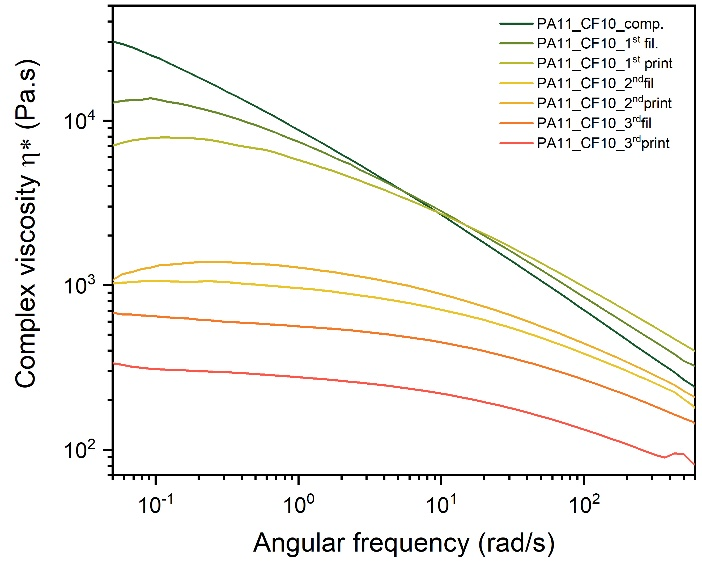 PA11_CF10_comp.
PA11_CF10_1st fil.
PA11_CF10_1st print
PA11_CF10_2ndfil
PA11_CF10_2ndprint
PA11_CF10_3rdfil
PA11_CF10_3rdprint
Complex viscosity η* (Pa.s)
10⁴
10³
10²
10⁻¹ 10⁰ 10¹ 10²
Angular frequency (rad/s)